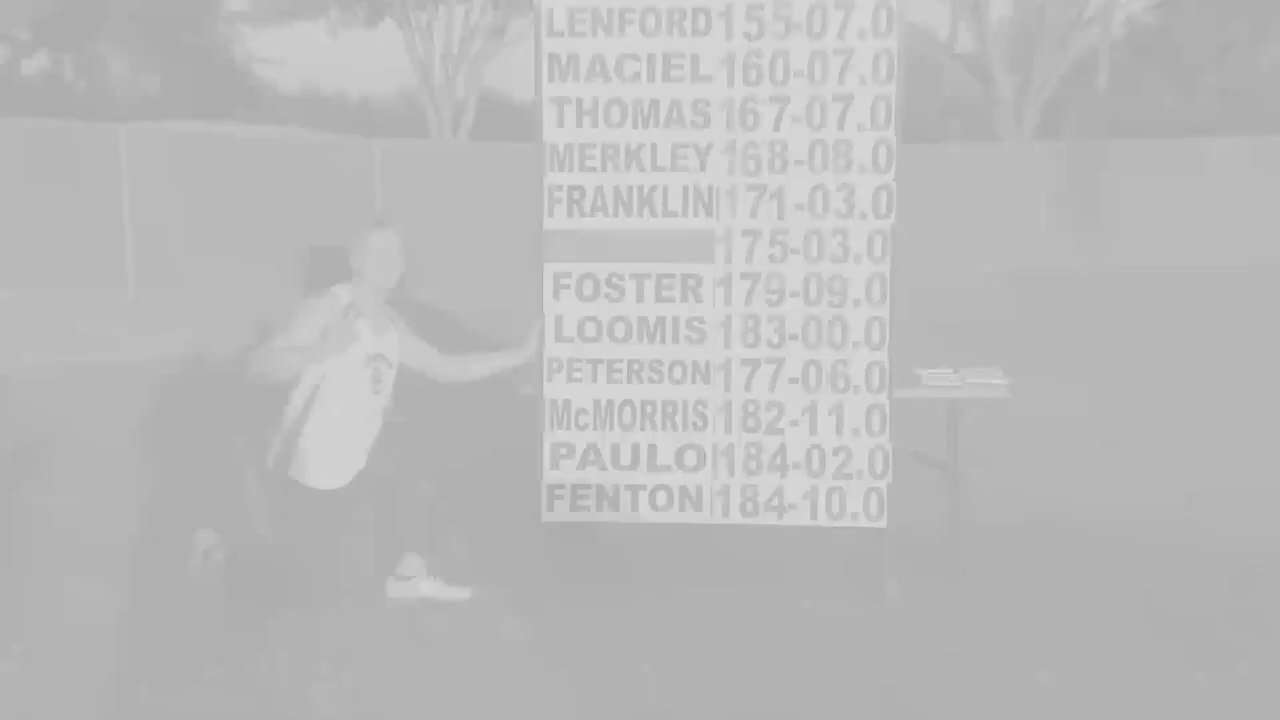 LENFORD 155-07.0
MACIEL 160-07.0
THOMAS 167-07.0
MERKLEY 168-08.0
FRANKLIN 171-03.0
175-03.0
FOSTER 179-09.0
LOOMIS 183-00.0
PETERSON 177-06.0
McMORRIS 182-11.0
PAULO 184-02.0
FENTON 184-10.0